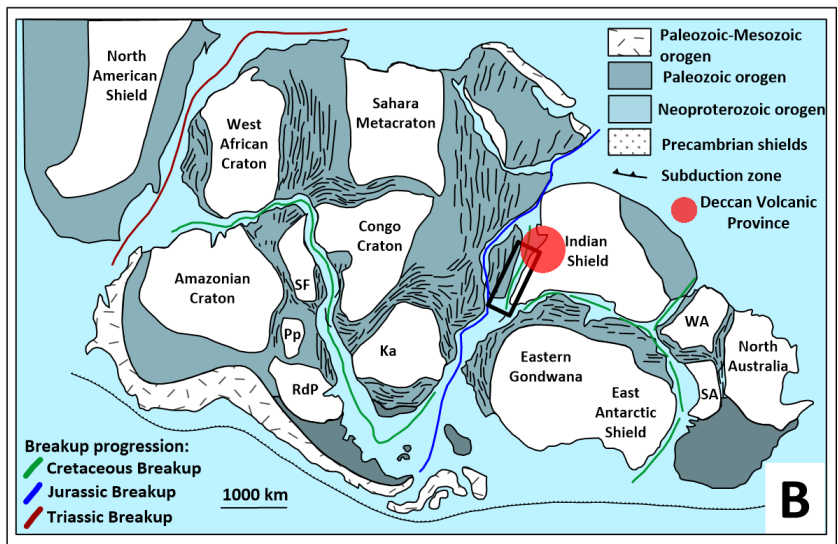 North
American
Shield
West
African
Craton
Sahara
Metacraton
Paleozoic-Mesozoic
orogen
Paleozoic orogen
Neoproterozoic orogen
Precambrian shields
Subduction zone
Deccan Volcanic
Province
Congo
Craton
Indian
Shield
Amazonian
Craton
SF
Pp
RdP
Ka
Eastern
Gondwana
East
Antarctic
Shield
WA
SA
North
Australia
Breakup progression:
Cretaceous Breakup
Jurassic Breakup
Triassic Breakup
1000 km
B